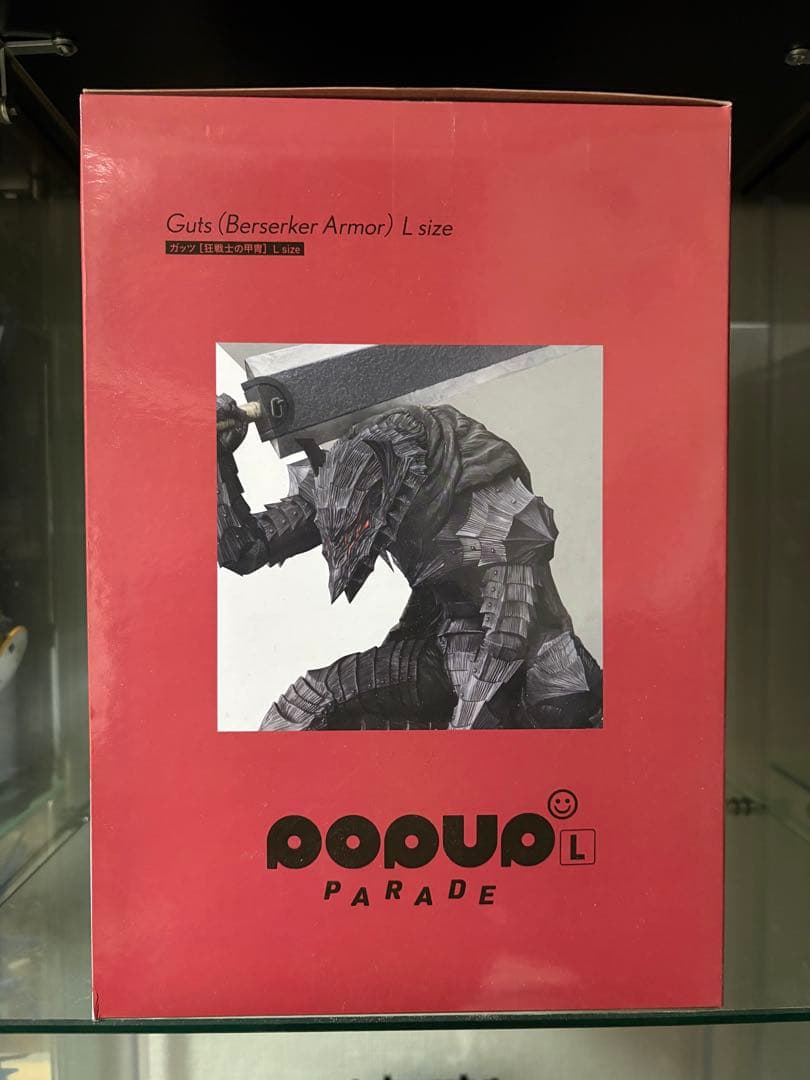 Guts (Berserker Armor) L size
ガッツ [狂戦士の甲冑] L size
POPUP L
PARADE